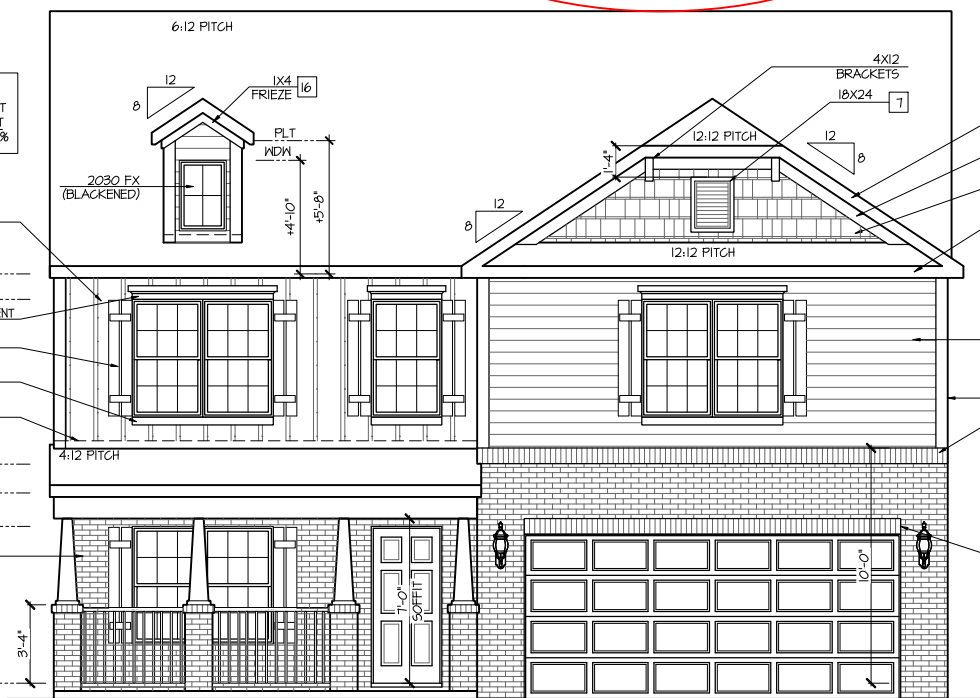 6:12 PITCH
T
T
%
12
8
1X4
FRIEZE
16
PLT
WDW
2030 FX
(BLACKENED)
+4'-10"
+5'-8"
4X12
BRACKETS
18X24
7
12:12 PITCH
12
8
1'-4"
12
8
12:12 PITCH
ENT
4:12 PITCH
7'-0"
SOFFIT
10'-0"
3'-4"